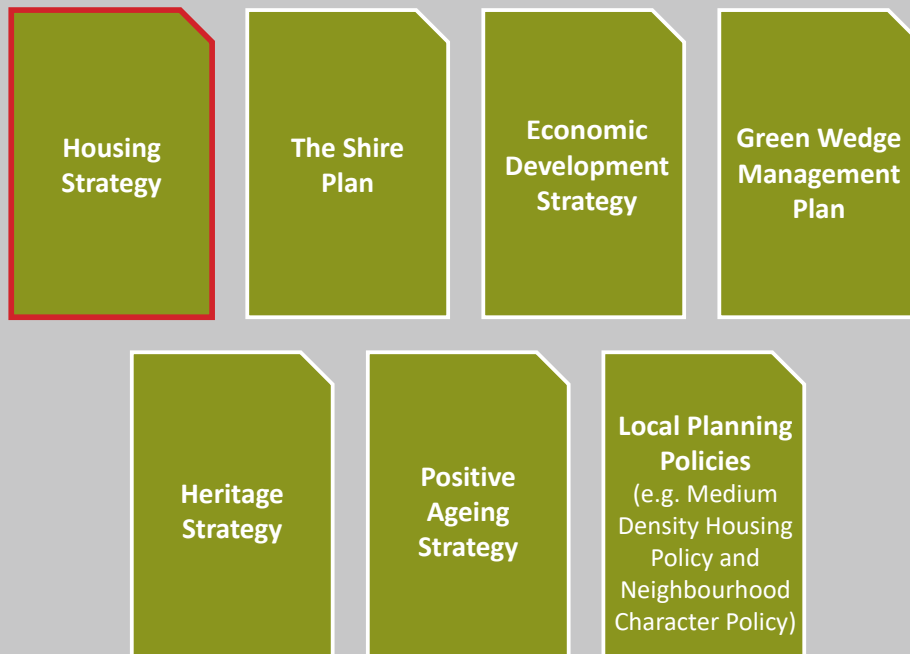 Housing
Strategy
The Shire
Plan
Economic
Development
Strategy
Green Wedge
Management
Plan
Heritage
Strategy
Positive
Ageing
Strategy
Local Planning
Policies
(e.g. Medium
Density Housing
Policy and
Neighbourhood
Character Policy)